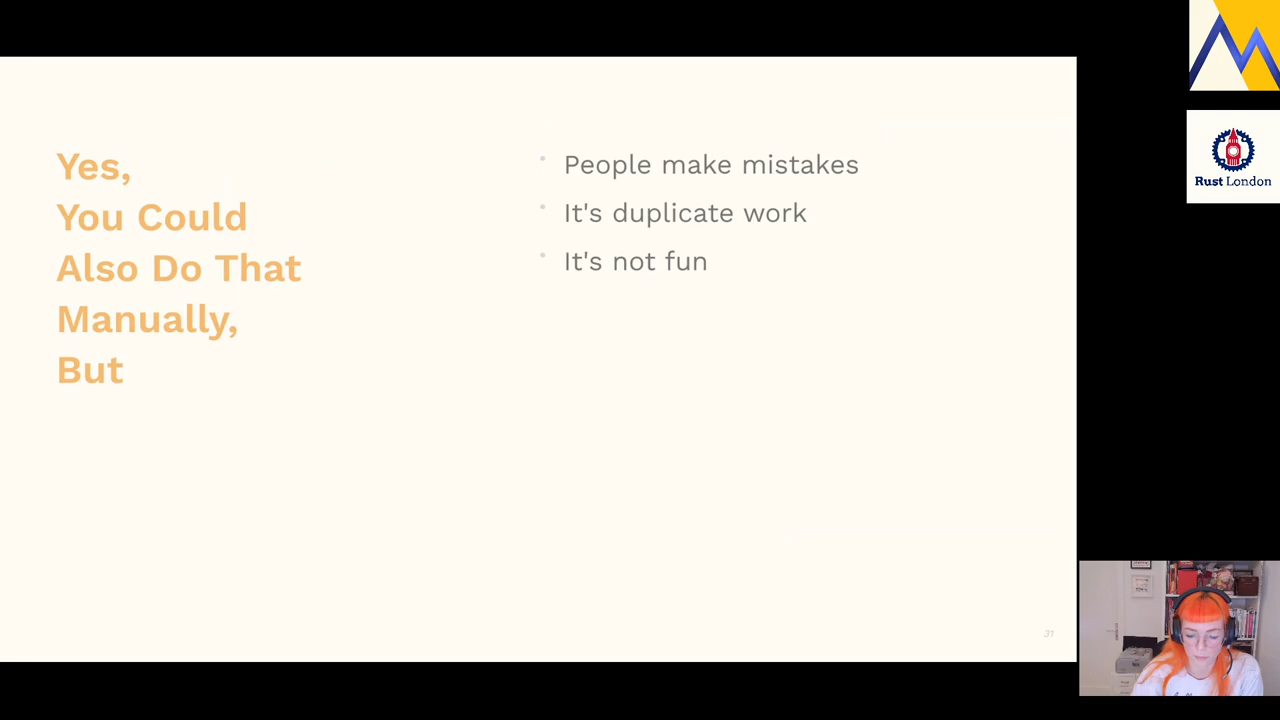 Yes,
You Could
Also Do That
Manually,
But
People make mistakes
It's duplicate work
It's not fun
31
Rust London